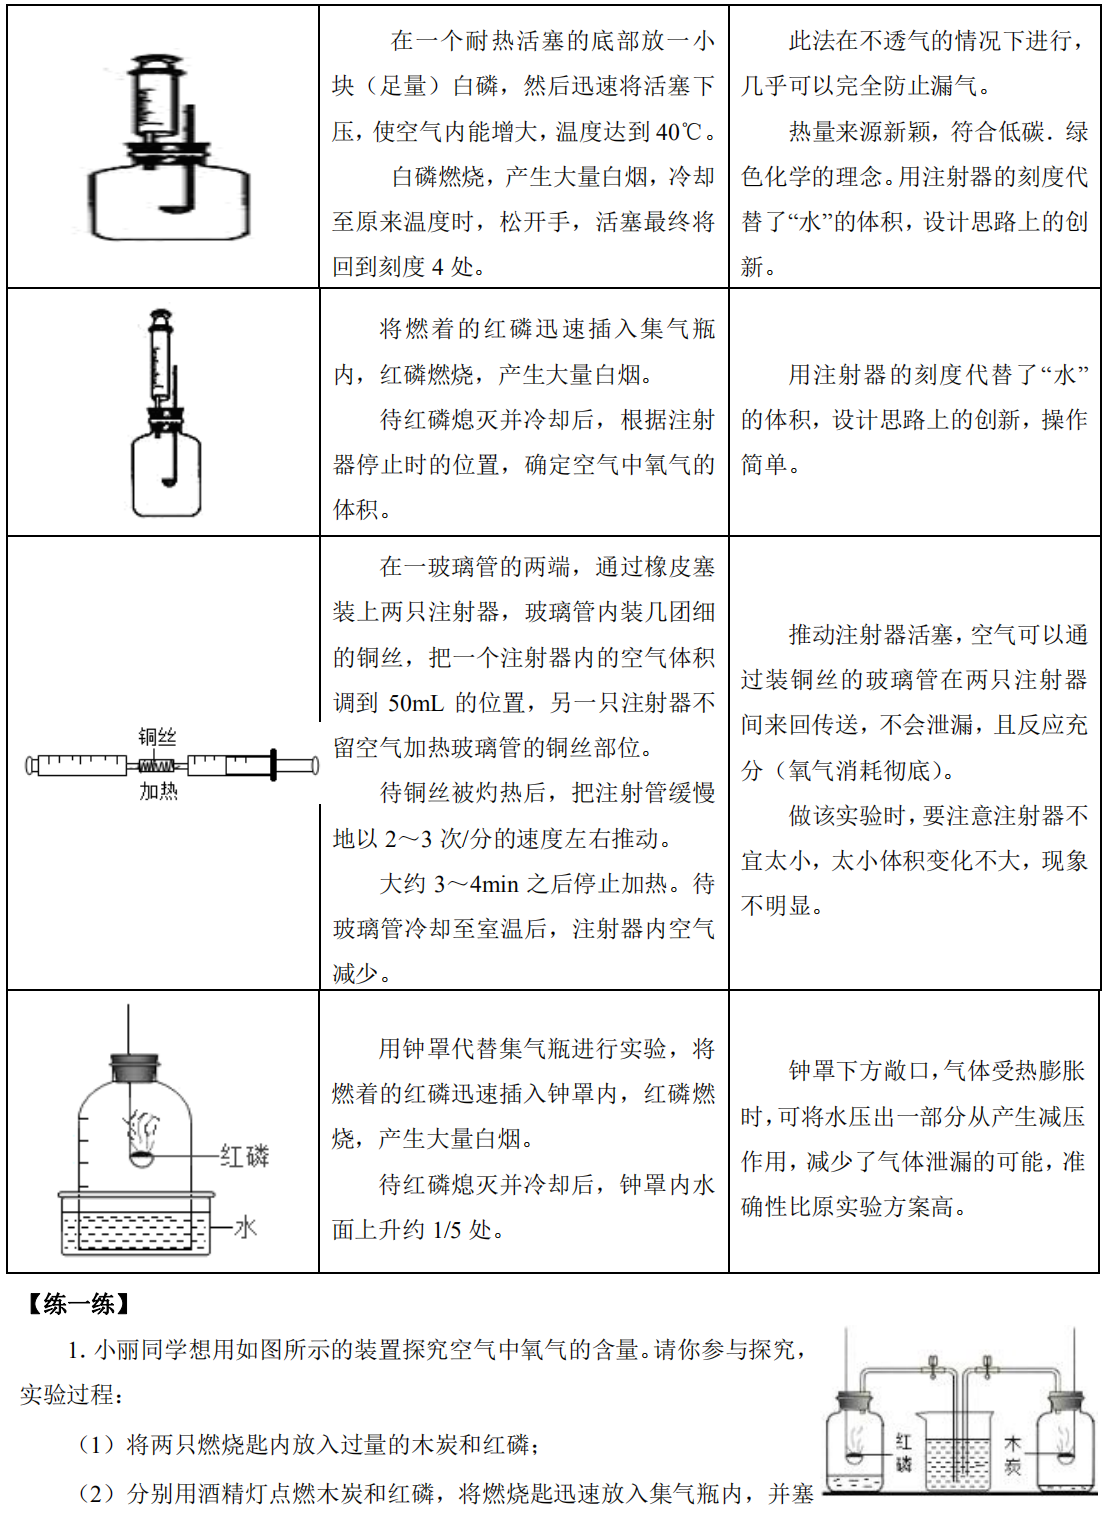 在一个耐热活塞的底部放一小
块（足量）白磷，然后迅速将活塞下
压，使空气内能增大，温度达到 40℃。
白磷燃烧，产生大量白烟，冷却
至原来温度时，松开手，活塞最终将
回到刻度 4 处。
此法在不透气的情况下进行，
几乎可以完全防止漏气。
热量来源新颖，符合低碳．绿
色化学的理念。用注射器的刻度代
替了“水”的体积，设计思路上的创
新。
将燃着的红磷迅速插入集气瓶
内，红磷燃烧，产生大量白烟。
待红磷熄灭并冷却后，根据注射
器停止时的位置，确定空气中氧气的
体积。
用注射器的刻度代替了“水”
的体积，设计思路上的创新，操作
简单。
铜丝
加热
在一玻璃管的两端，通过橡皮塞
装上两只注射器，玻璃管内装几团细
的铜丝，把一个注射器内的空气体积
调到 50mL 的位置，另一只注射器不
留空气加热玻璃管的铜丝部位。
待铜丝被灼热后，把注射管缓慢
地以 2～3 次/分的速度左右推动。
大约 3～4min 之后停止加热。待
玻璃管冷却至室温后，注射器内空气
减少。
推动注射器活塞，空气可以通
过装铜丝的玻璃管在两只注射器
间来回传送，不会泄漏，且反应充
分（氧气消耗彻底）。
做该实验时，要注意注射器不
宜太小，太小体积变化不大，现象
不明显。
红磷
水
用钟罩代替集气瓶进行实验，将
燃着的红磷迅速插入钟罩内，红磷燃
烧，产生大量白烟。
待红磷熄灭并冷却后，钟罩内水
面上升约 1/5 处。
钟罩下方敞口，气体受热膨胀
时，可将水压出一部分从产生减压
作用，减少了气体泄漏的可能，准
确性比原实验方案高。
【练一练】
1．小丽同学想用如图所示的装置探究空气中氧气的含量。请你参与探究，
实验过程：
（1）将两只燃烧匙内放入过量的木炭和红磷；
（2）分别用酒精灯点燃木炭和红磷，将燃烧匙迅速放入集气瓶内，并塞
红磷
木炭